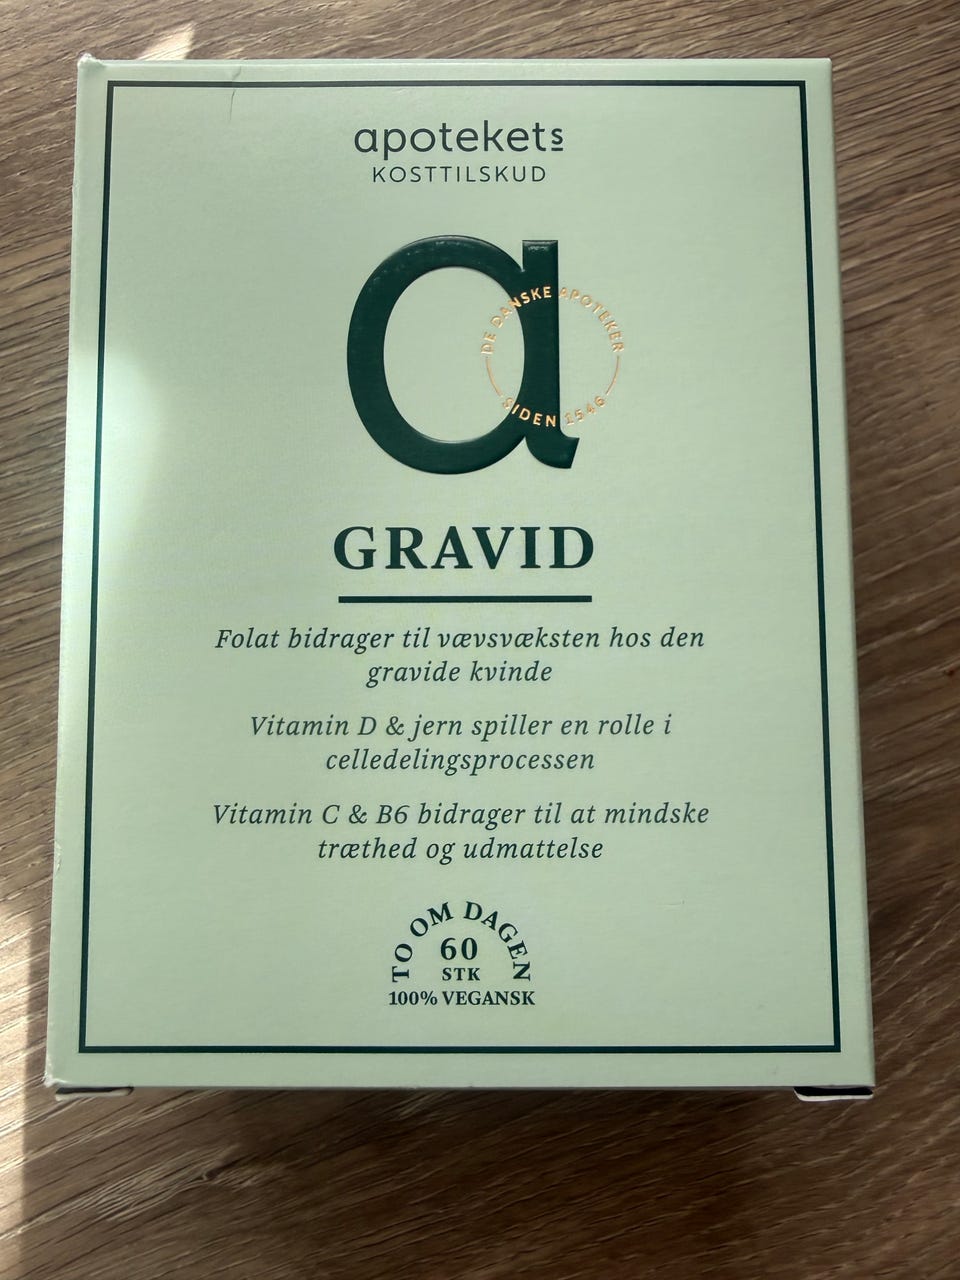 apotekets
KOSTTILSKUD
a
DE DANSKE APOTEKER
SIDEN 1546
GRAVID
Folat bidrager til vævsvæksten hos den
gravide kvinde
Vitamin D & jern spiller en rolle i
celledelingsprocessen
Vitamin C & B6 bidrager til at mindske
træthed og udmattelse
TO OM DAGEN
60
STK
100% VEGANSK